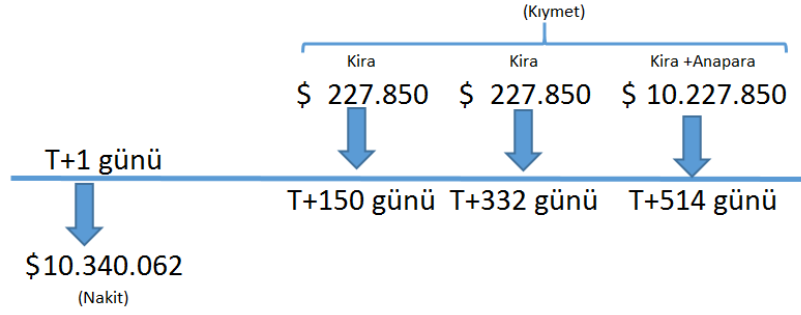 (Kıymet)
Kira Kira Kira +Anapara
$ 227.850 $ 227.850 $ 10.227.850
T+1 günü
T+150 günü T+332 günü T+514 günü
$10.340.062
(Nakit)